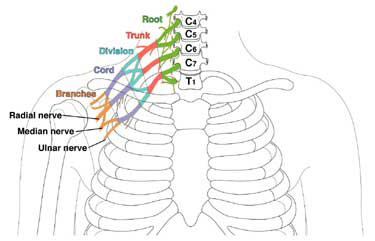 Root
C4
Trunk
C5
Division
C6
Cord
C7
T1
Branches
Radial nerve
Median nerve
Ulnar nerve